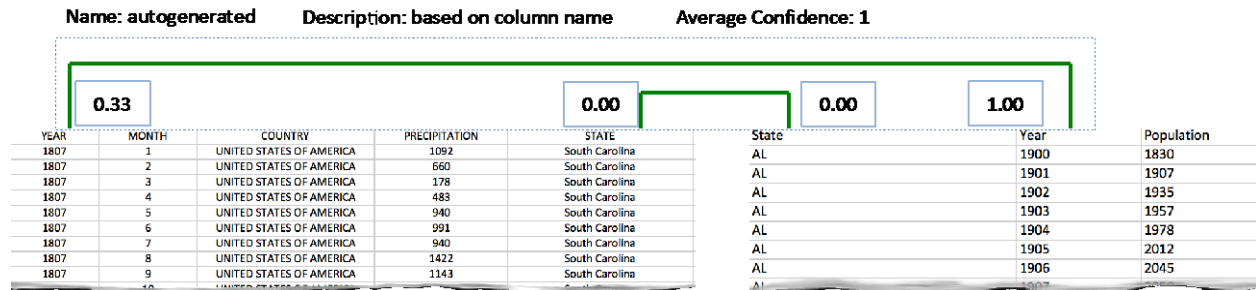 Name: autogenerated Description: based on column name Average Confidence: 1
0.33 0.00 0.00 1.00
YEAR MONTH COUNTRY PRECIPITATION STATE State Year Population
1807 1 UNITED STATES OF AMERICA 1092 South Carolina AL 1900 1830
1807 2 UNITED STATES OF AMERICA 660 South Carolina AL 1901 1907
1807 3 UNITED STATES OF AMERICA 178 South Carolina AL 1902 1935
1807 4 UNITED STATES OF AMERICA 483 South Carolina AL 1903 1957
1807 5 UNITED STATES OF AMERICA 940 South Carolina AL 1904 1978
1807 6 UNITED STATES OF AMERICA 991 South Carolina AL 1905 2012
1807 7 UNITED STATES OF AMERICA 940 South Carolina AL 1906 2045
1807 8 UNITED STATES OF AMERICA 1422 South Carolina
1807 9 UNITED STATES OF AMERICA 1143 South Carolina